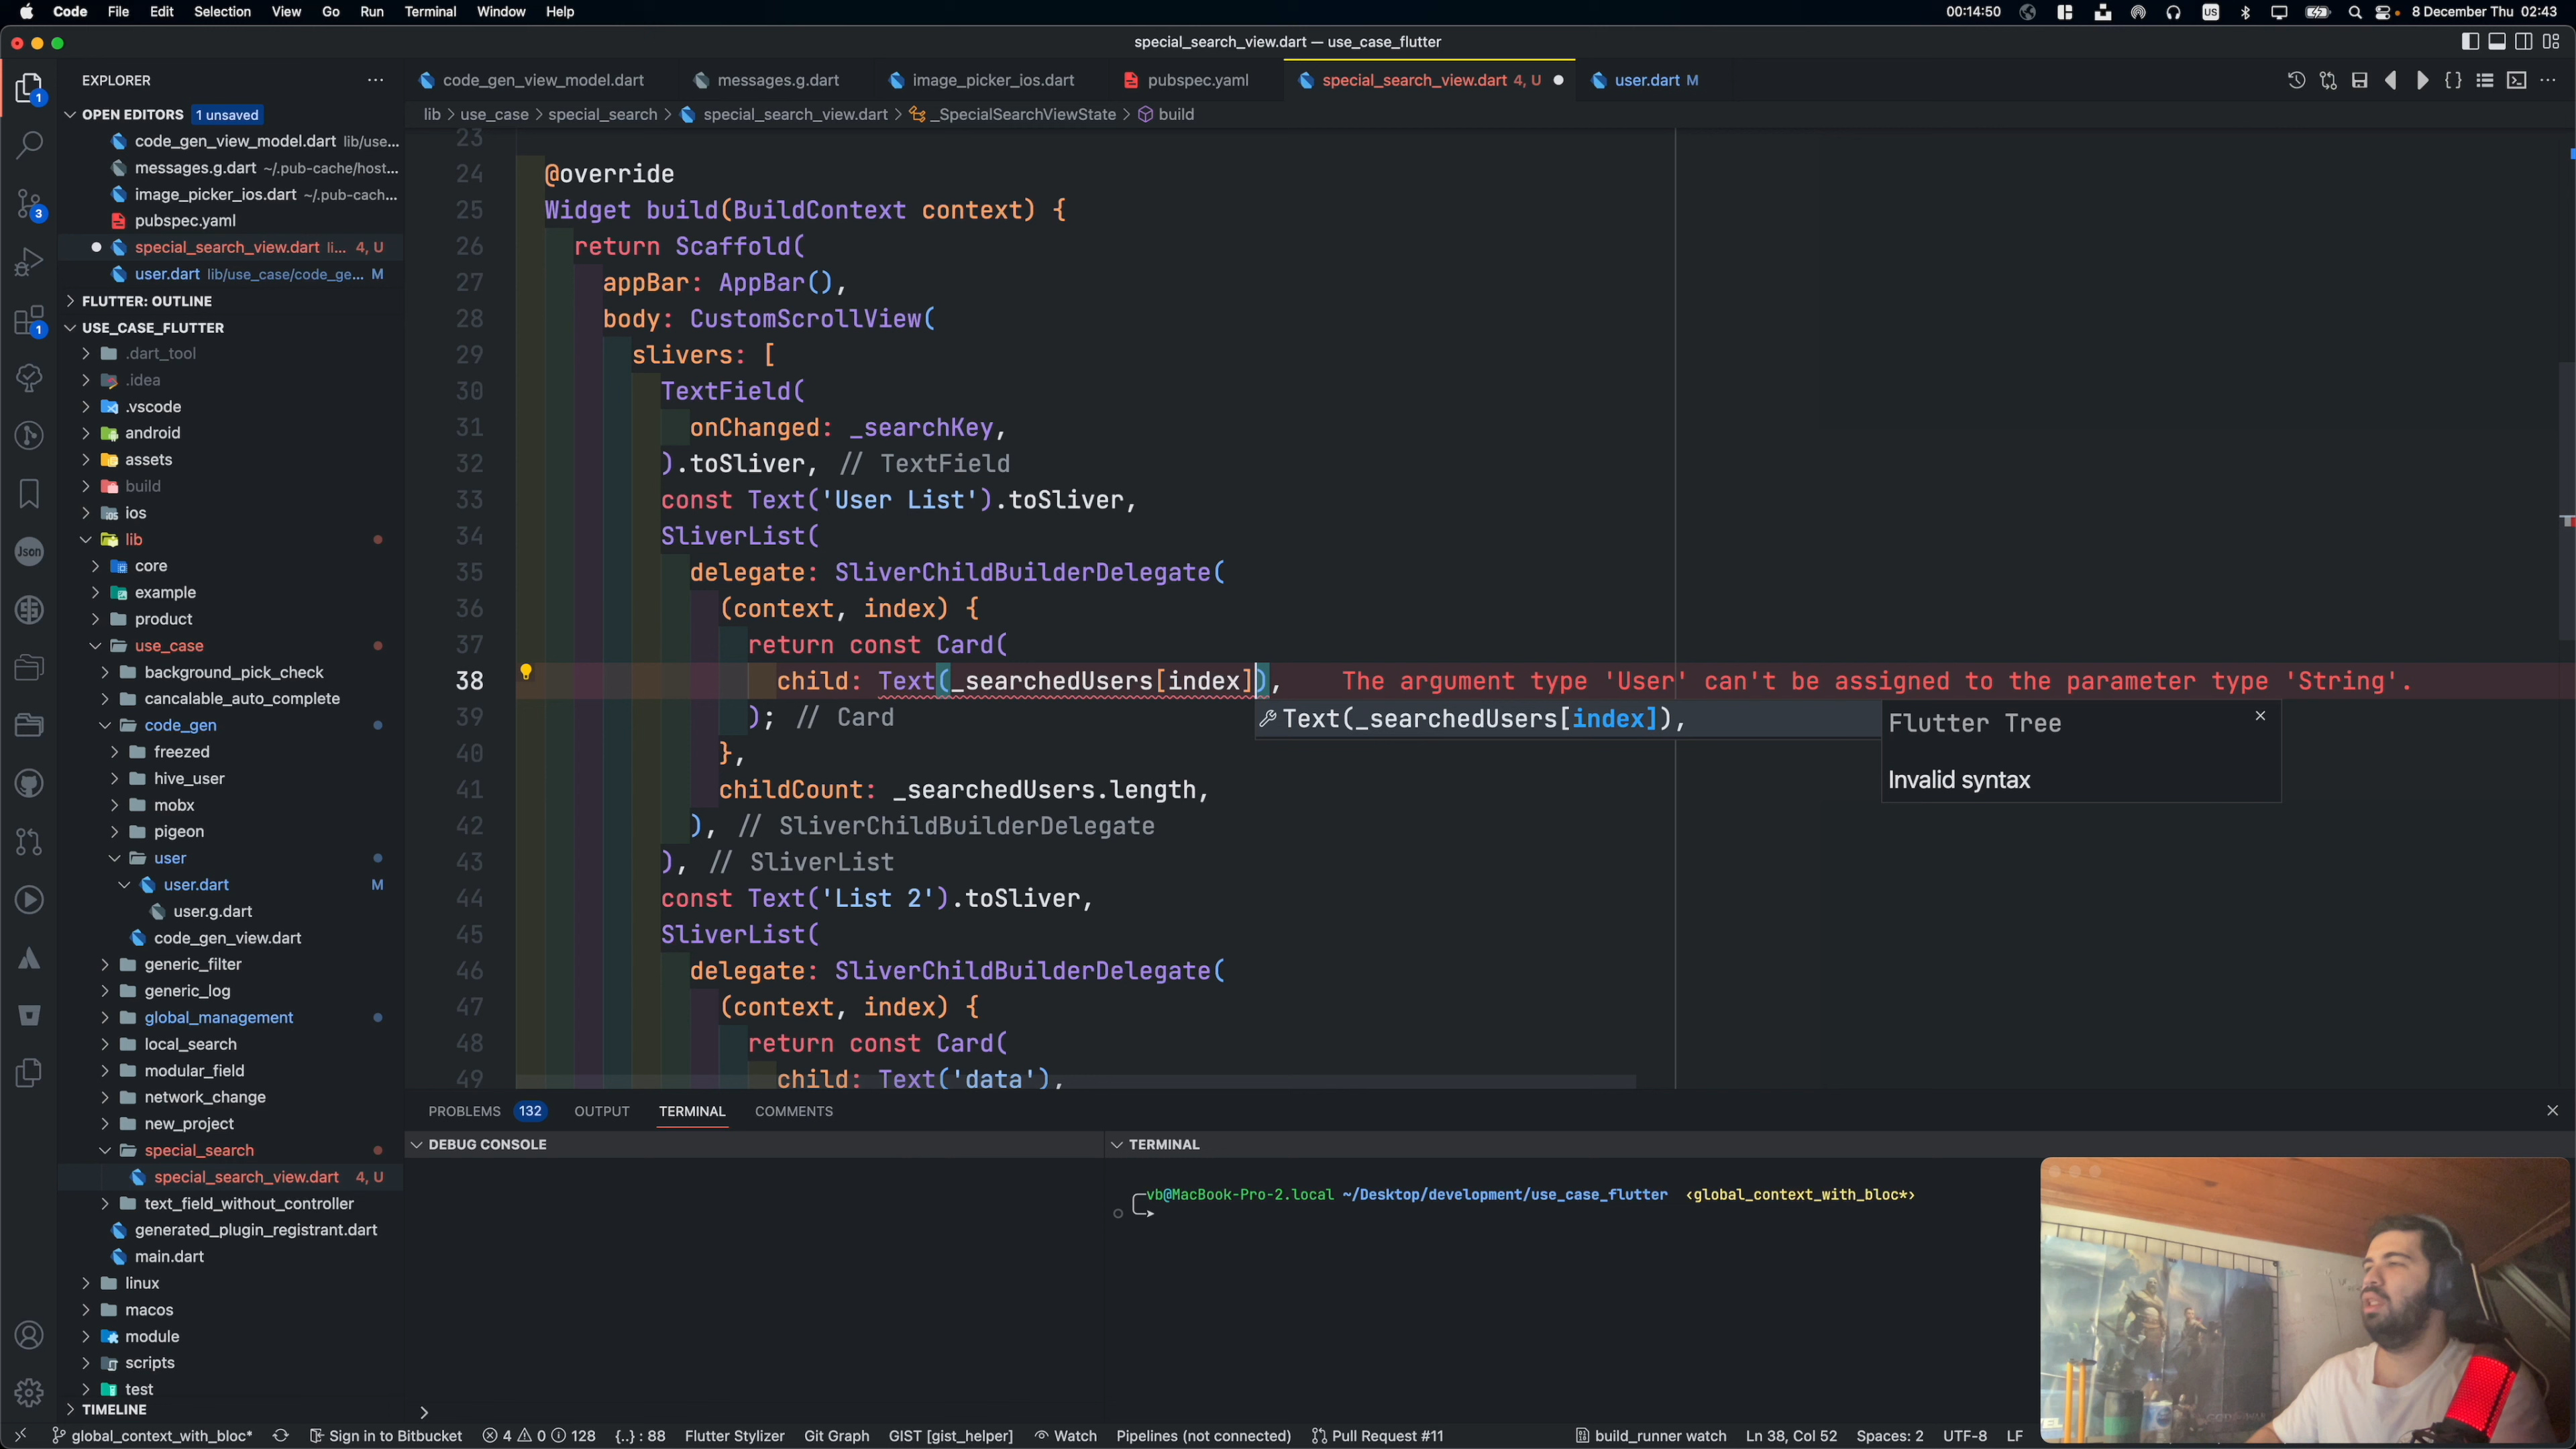 Code File Edit Selection View Go Run Terminal Window Help 00:14:50 US 8 December Thu 02:43
special_search_view.dart — use_case_flutter
EXPLORER
code_gen_view_model.dart messages.g.dart image_picker_ios.dart pubspec.yaml special_search_view.dart 4, U user.dart M
lib > use_case > special_search > special_search_view.dart > _SpecialSearchViewState > build
OPEN EDITORS 1 unsaved
code_gen_view_model.dart lib/use...
messages.g.dart ~/.pub-cache/host...
image_picker_ios.dart ~/.pub-cach...
pubspec.yaml
special_search_view.dart li... 4, U
user.dart lib/use_case/code_ge... M
FLUTTER: OUTLINE
USE_CASE_FLUTTER
.dart_tool
.idea
.vscode
android
assets
build
ios
lib
core
example
product
use_case
background_pick_check
cancalable_auto_complete
code_gen
freezed
hive_user
mobx
pigeon
user
user.dart M
user.g.dart
code_gen_view.dart
generic_filter
generic_log
global_management
local_search
modular_field
network_change
new_project
special_search
special_search_view.dart 4, U
text_field_without_controller
generated_plugin_registrant.dart
main.dart
linux
macos
module
scripts
test
TIMELINE
1
3
1
Json
23
24 @override
25 Widget build(BuildContext context) {
26 return Scaffold(
27 appBar: AppBar(),
28 body: CustomScrollView(
29 slivers: [
30 TextField(
31 onChanged: _searchKey,
32 ).toSliver, // TextField
33 const Text('User List').toSliver,
34 SliverList(
35 delegate: SliverChildBuilderDelegate(
36 (context, index) {
37 return const Card(
38 child: Text(_searchedUsers[index]), The argument type 'User' can't be assigned to the parameter type 'String'.
39 ); // Card
Text(_searchedUsers[index]),
Flutter Tree
Invalid syntax
40 },
41 childCount: _searchedUsers.length,
42 ), // SliverChildBuilderDelegate
43 ), // SliverList
44 const Text('List 2').toSliver,
45 SliverList(
46 delegate: SliverChildBuilderDelegate(
47 (context, index) {
48 return const Card(
49 child: Text('data'),
PROBLEMS 132 OUTPUT TERMINAL COMMENTS
DEBUG CONSOLE
TERMINAL
vb@MacBook-Pro-2.local ~/Desktop/development/use_case_flutter ‹global_context_with_bloc*›
global_context_with_bloc* Sign in to Bitbucket 4 0 128 {..} : 88 Flutter Stylizer Git Graph GIST [gist_helper] Watch Pipelines (not connected) Pull Request #11 build_runner watch Ln 38, Col 52 Spaces: 2 UTF-8 LF